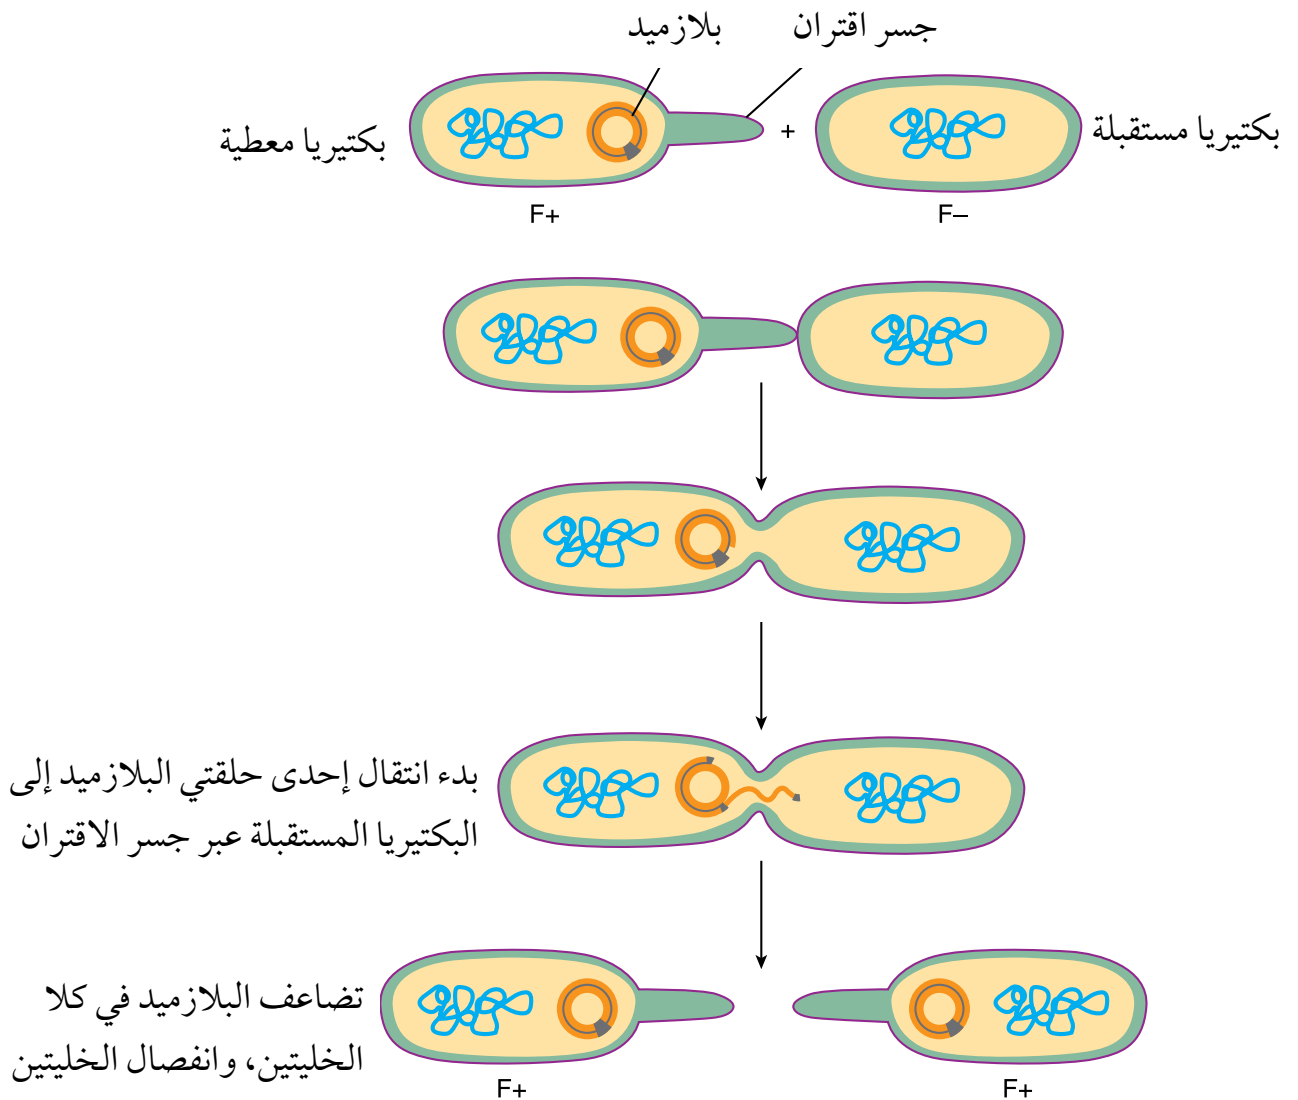 جسر اقتران
بلازميد
بكتيريا مستقبلة
+
بكتيريا معطية
F–
F+
بدء انتقال إحدى حلقتي البلازميد إلى
البكتيريا المستقبلة عبر جسر الاقتران
تضاعف البلازميد في كلا
الخليتين، وانفصال الخليتين
F+
F+